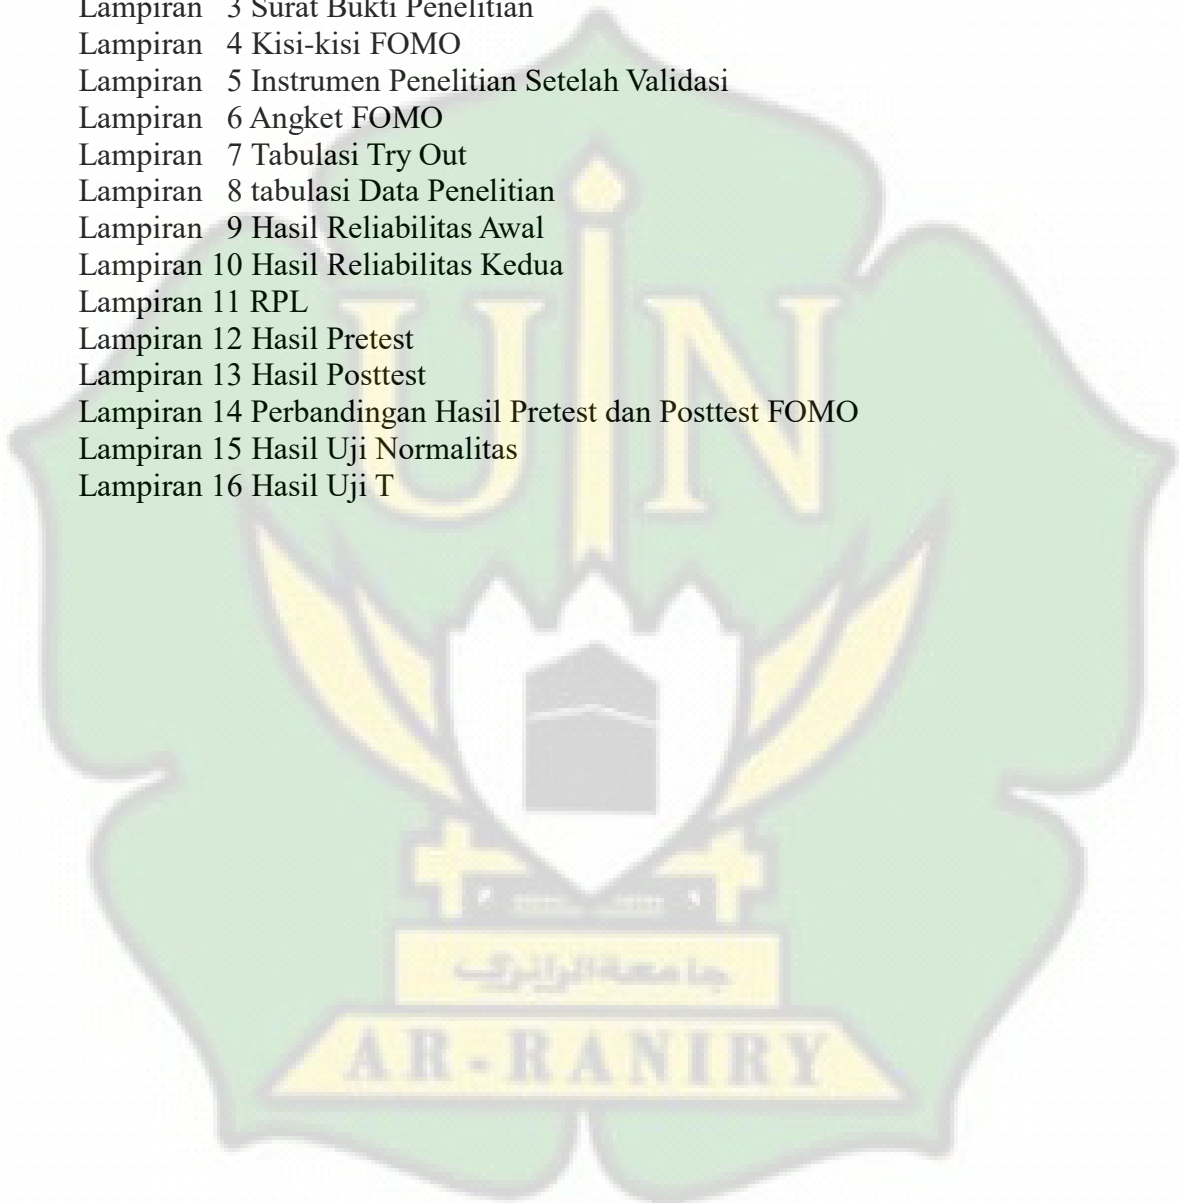 Lampiran 3 Surat Bukti Penelitian
Lampiran 4 Kisi-kisi FOMO
Lampiran 5 Instrumen Penelitian Setelah Validasi
Lampiran 6 Angket FOMO
Lampiran 7 Tabulasi Try Out
Lampiran 8 tabulasi Data Penelitian
Lampiran 9 Hasil Reliabilitas Awal
Lampiran 10 Hasil Reliabilitas Kedua
Lampiran 11 RPL
Lampiran 12 Hasil Pretest
Lampiran 13 Hasil Posttest
Lampiran 14 Perbandingan Hasil Pretest dan Posttest FOMO
Lampiran 15 Hasil Uji Normalitas
Lampiran 16 Hasil Uji T
UIN
جامعة الرانري
AR-RANIRY